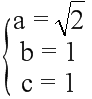 a = √2
b = 1
c = 1